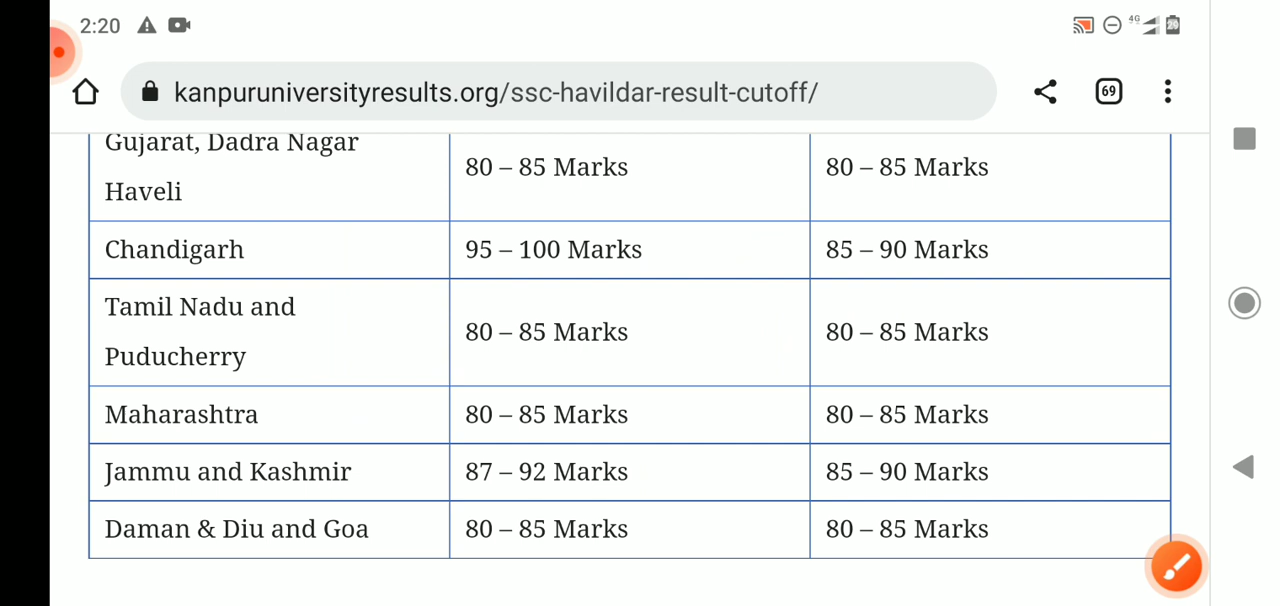 2:20
4G
20
kanpuruniversityresults.org/ssc-havildar-result-cutoff/
69
Gujarat, Dadra Nagar
Haveli
80 – 85 Marks
80 – 85 Marks
Chandigarh
95 – 100 Marks
85 – 90 Marks
Tamil Nadu and
Puducherry
80 – 85 Marks
80 – 85 Marks
Maharashtra
80 – 85 Marks
80 – 85 Marks
Jammu and Kashmir
87 – 92 Marks
85 – 90 Marks
Daman & Diu and Goa
80 – 85 Marks
80 – 85 Marks